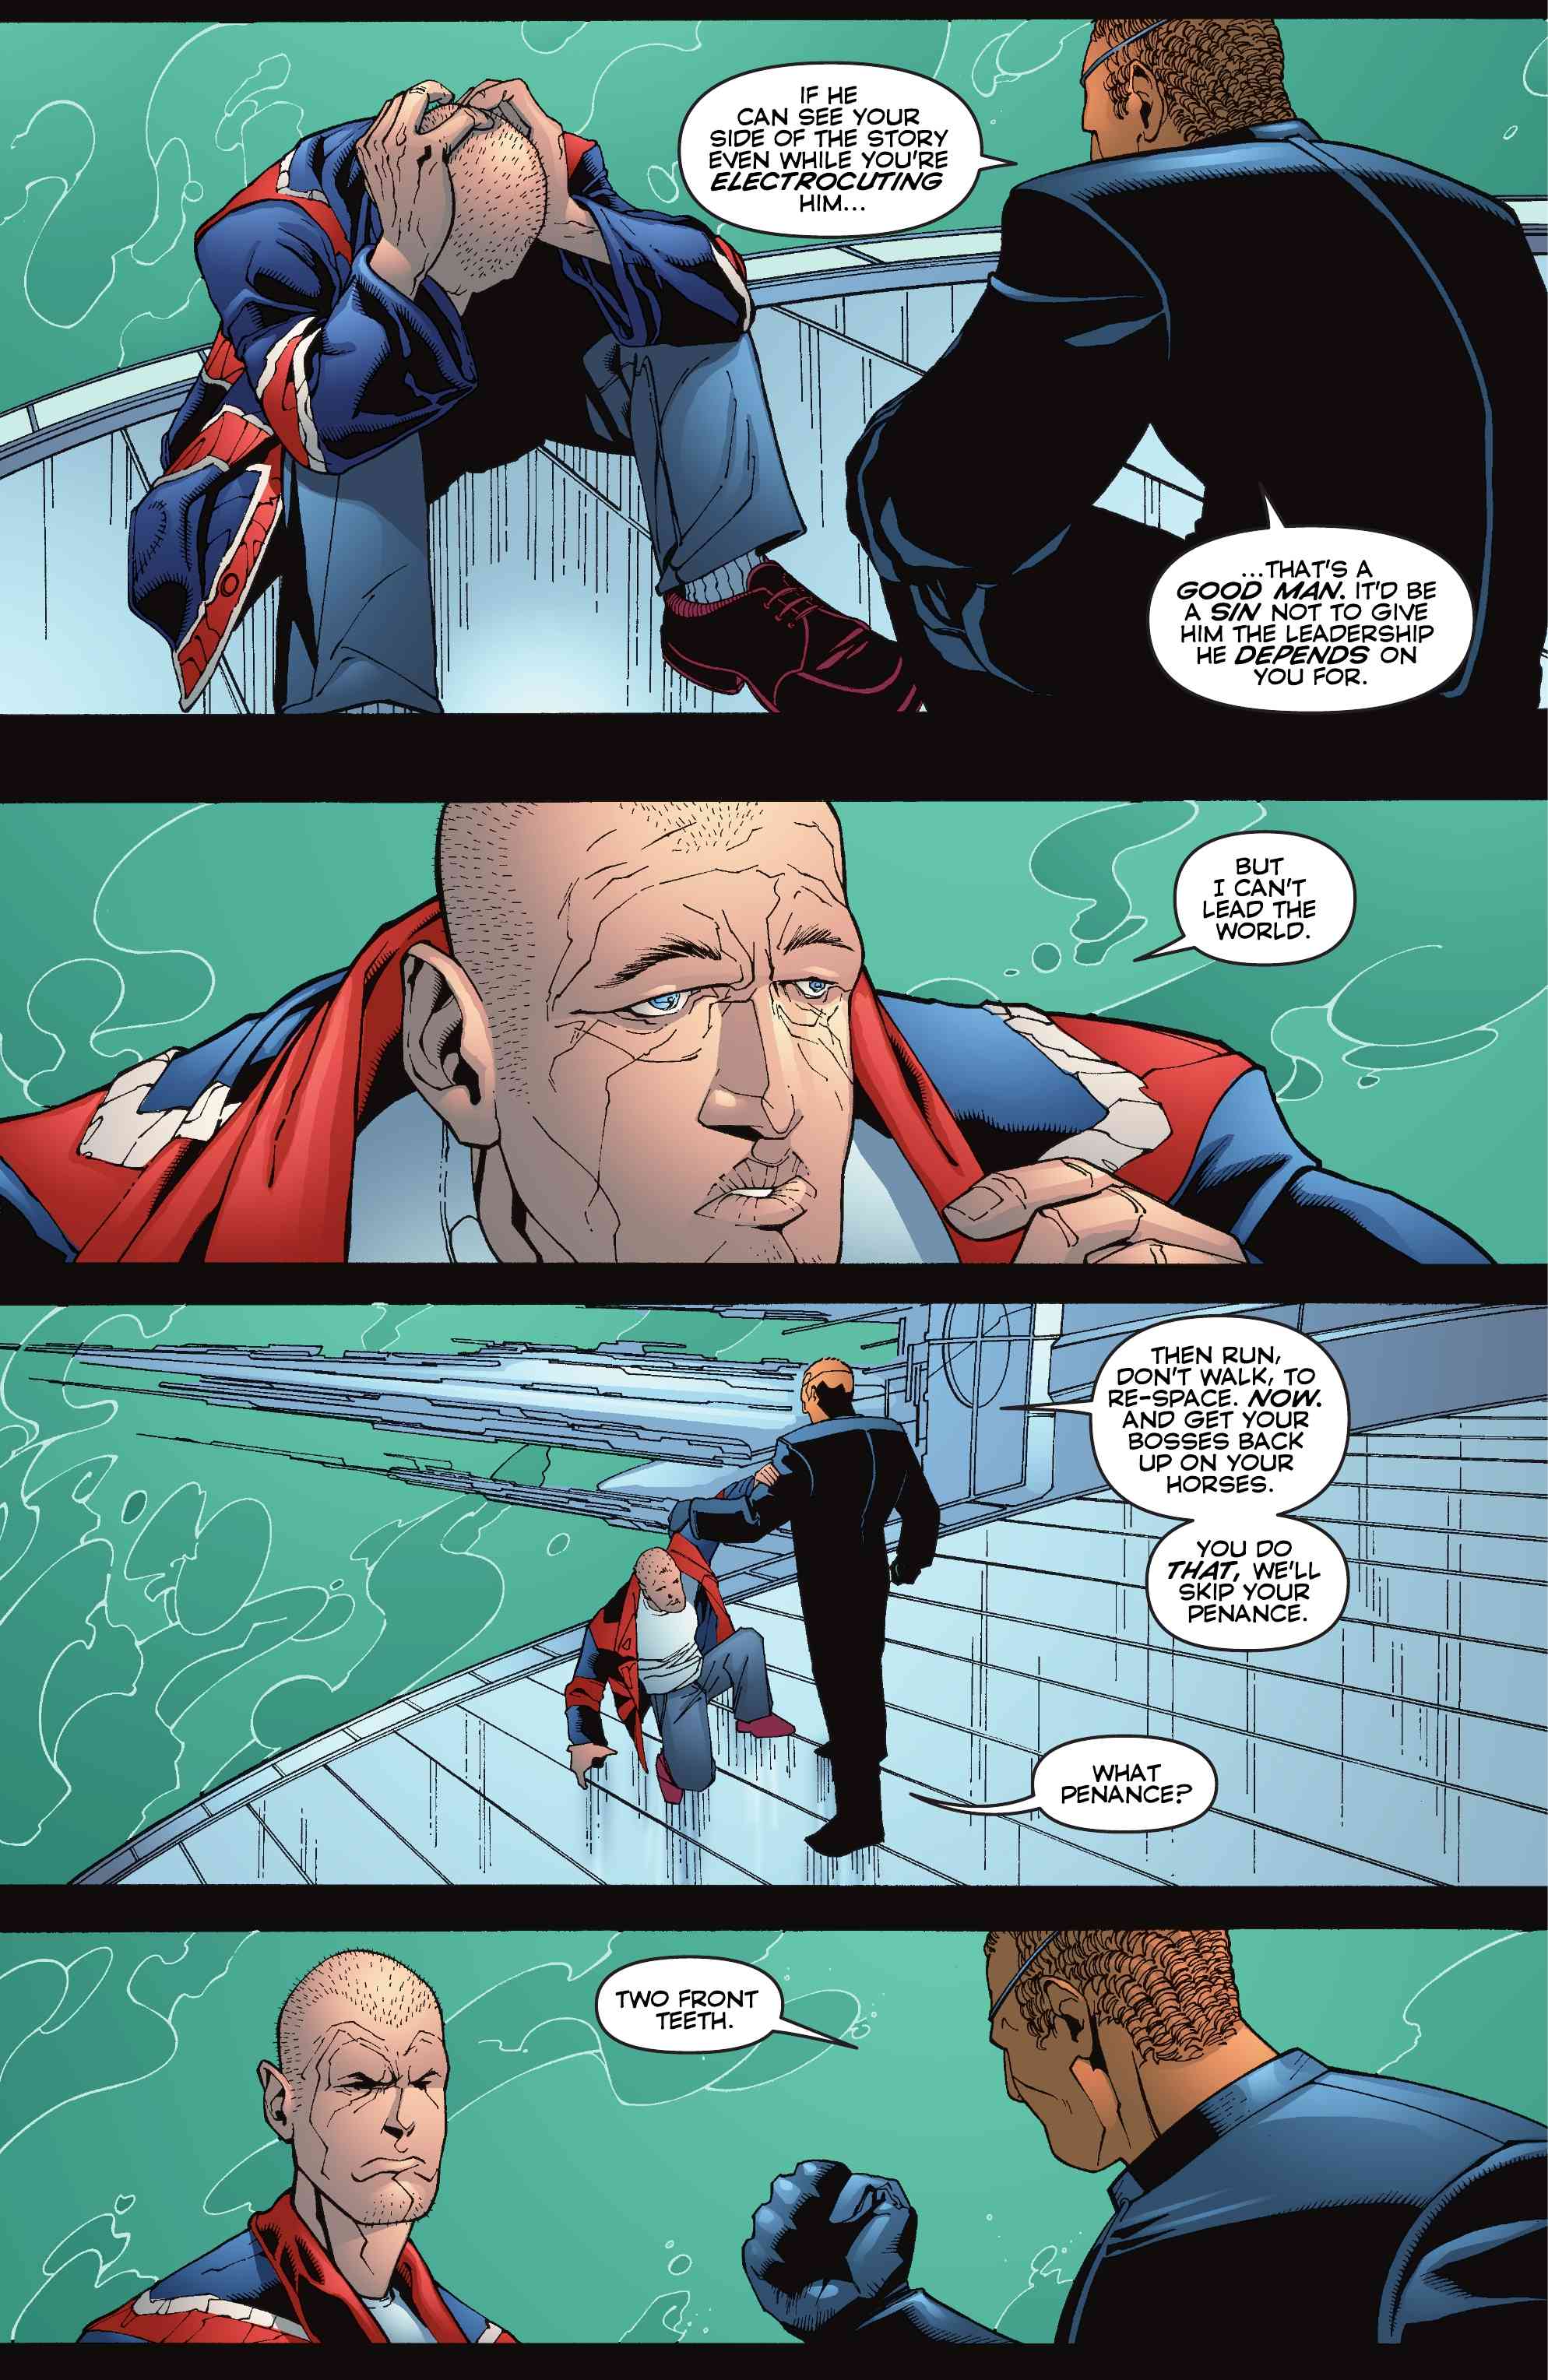 IF HE
CAN SEE YOUR
SIDE OF THE STORY
EVEN WHILE YOU'RE
ELECTROCUTING
HIM...
...THAT'S A
GOOD MAN. IT'D BE
A SIN NOT TO GIVE
HIM THE LEADERSHIP
HE DEPENDS ON
YOU FOR.
BUT
I CAN'T
LEAD THE
WORLD.
THEN RUN,
DON'T WALK, TO
RE-SPACE. NOW.
AND GET YOUR
BOSSES BACK
UP ON YOUR
HORSES.
YOU DO
THAT, WE'LL
SKIP YOUR
PENANCE.
WHAT
PENANCE?
TWO FRONT
TEETH.